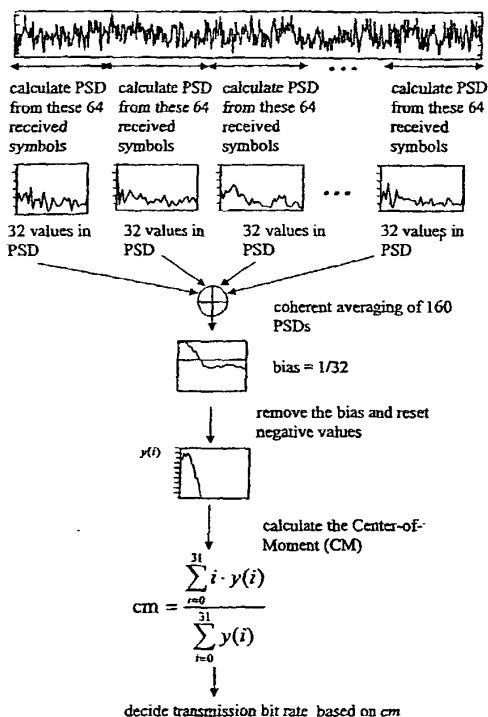 calculate PSD from these 64 received symbols
calculate PSD from these 64 received symbols
calculate PSD from these 64 received symbols
calculate PSD from these 64 received symbols
32 values in PSD
32 values in PSD
32 values in PSD
32 values in PSD
coherent averaging of 160 PSDs
bias = 1/32
remove the bias and reset negative values
y(i)
calculate the Center-of-Moment (CM)
cm = \frac{\sum_{i=0}^{31} i \cdot y(i)}{\sum_{i=0}^{31} y(i)}
decide transmission bit rate based on cm